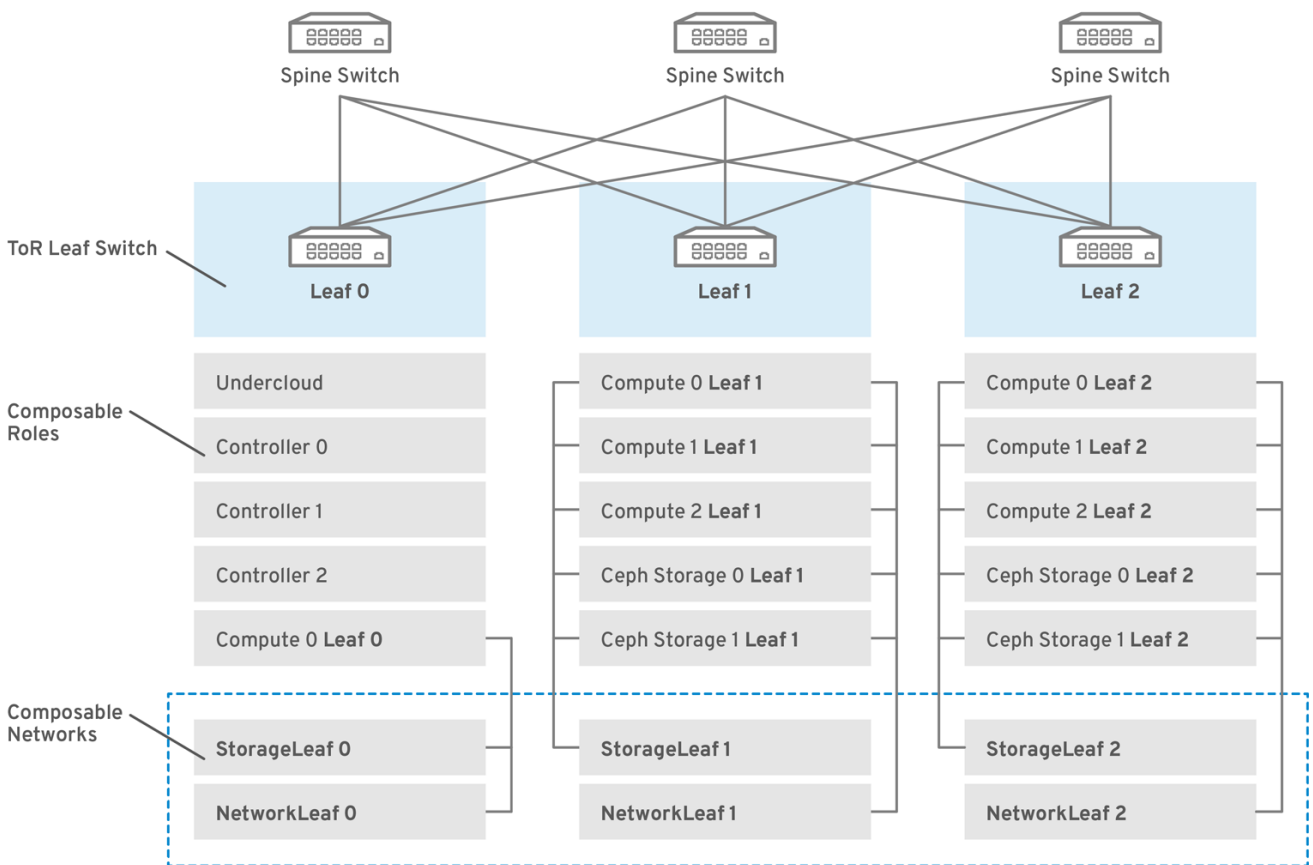 Spine Switch
Spine Switch
Spine Switch
ToR Leaf Switch
Leaf 0
Leaf 1
Leaf 2
Composable
Roles
Undercloud
Controller 0
Controller 1
Controller 2
Compute 0 Leaf 0
Compute 0 Leaf 1
Compute 1 Leaf 1
Compute 2 Leaf 1
Ceph Storage 0 Leaf 1
Ceph Storage 1 Leaf 1
Compute 0 Leaf 2
Compute 1 Leaf 2
Compute 2 Leaf 2
Ceph Storage 0 Leaf 2
Ceph Storage 1 Leaf 2
Composable
Networks
StorageLeaf 0
NetworkLeaf 0
StorageLeaf 1
NetworkLeaf 1
StorageLeaf 2
NetworkLeaf 2